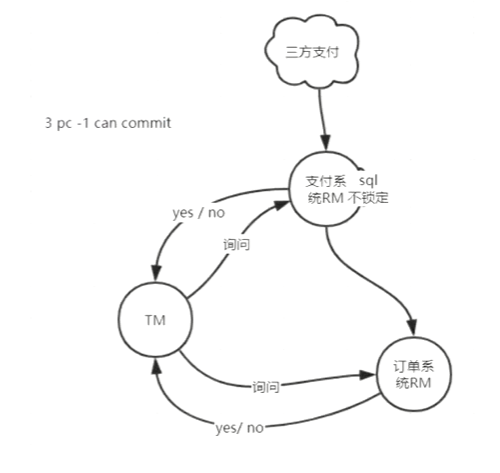 三方支付
3 pc -1 can commit
支付系
统RM
sql
不锁定
yes / no
询问
TM
订单系
统RM
询问
yes/ no